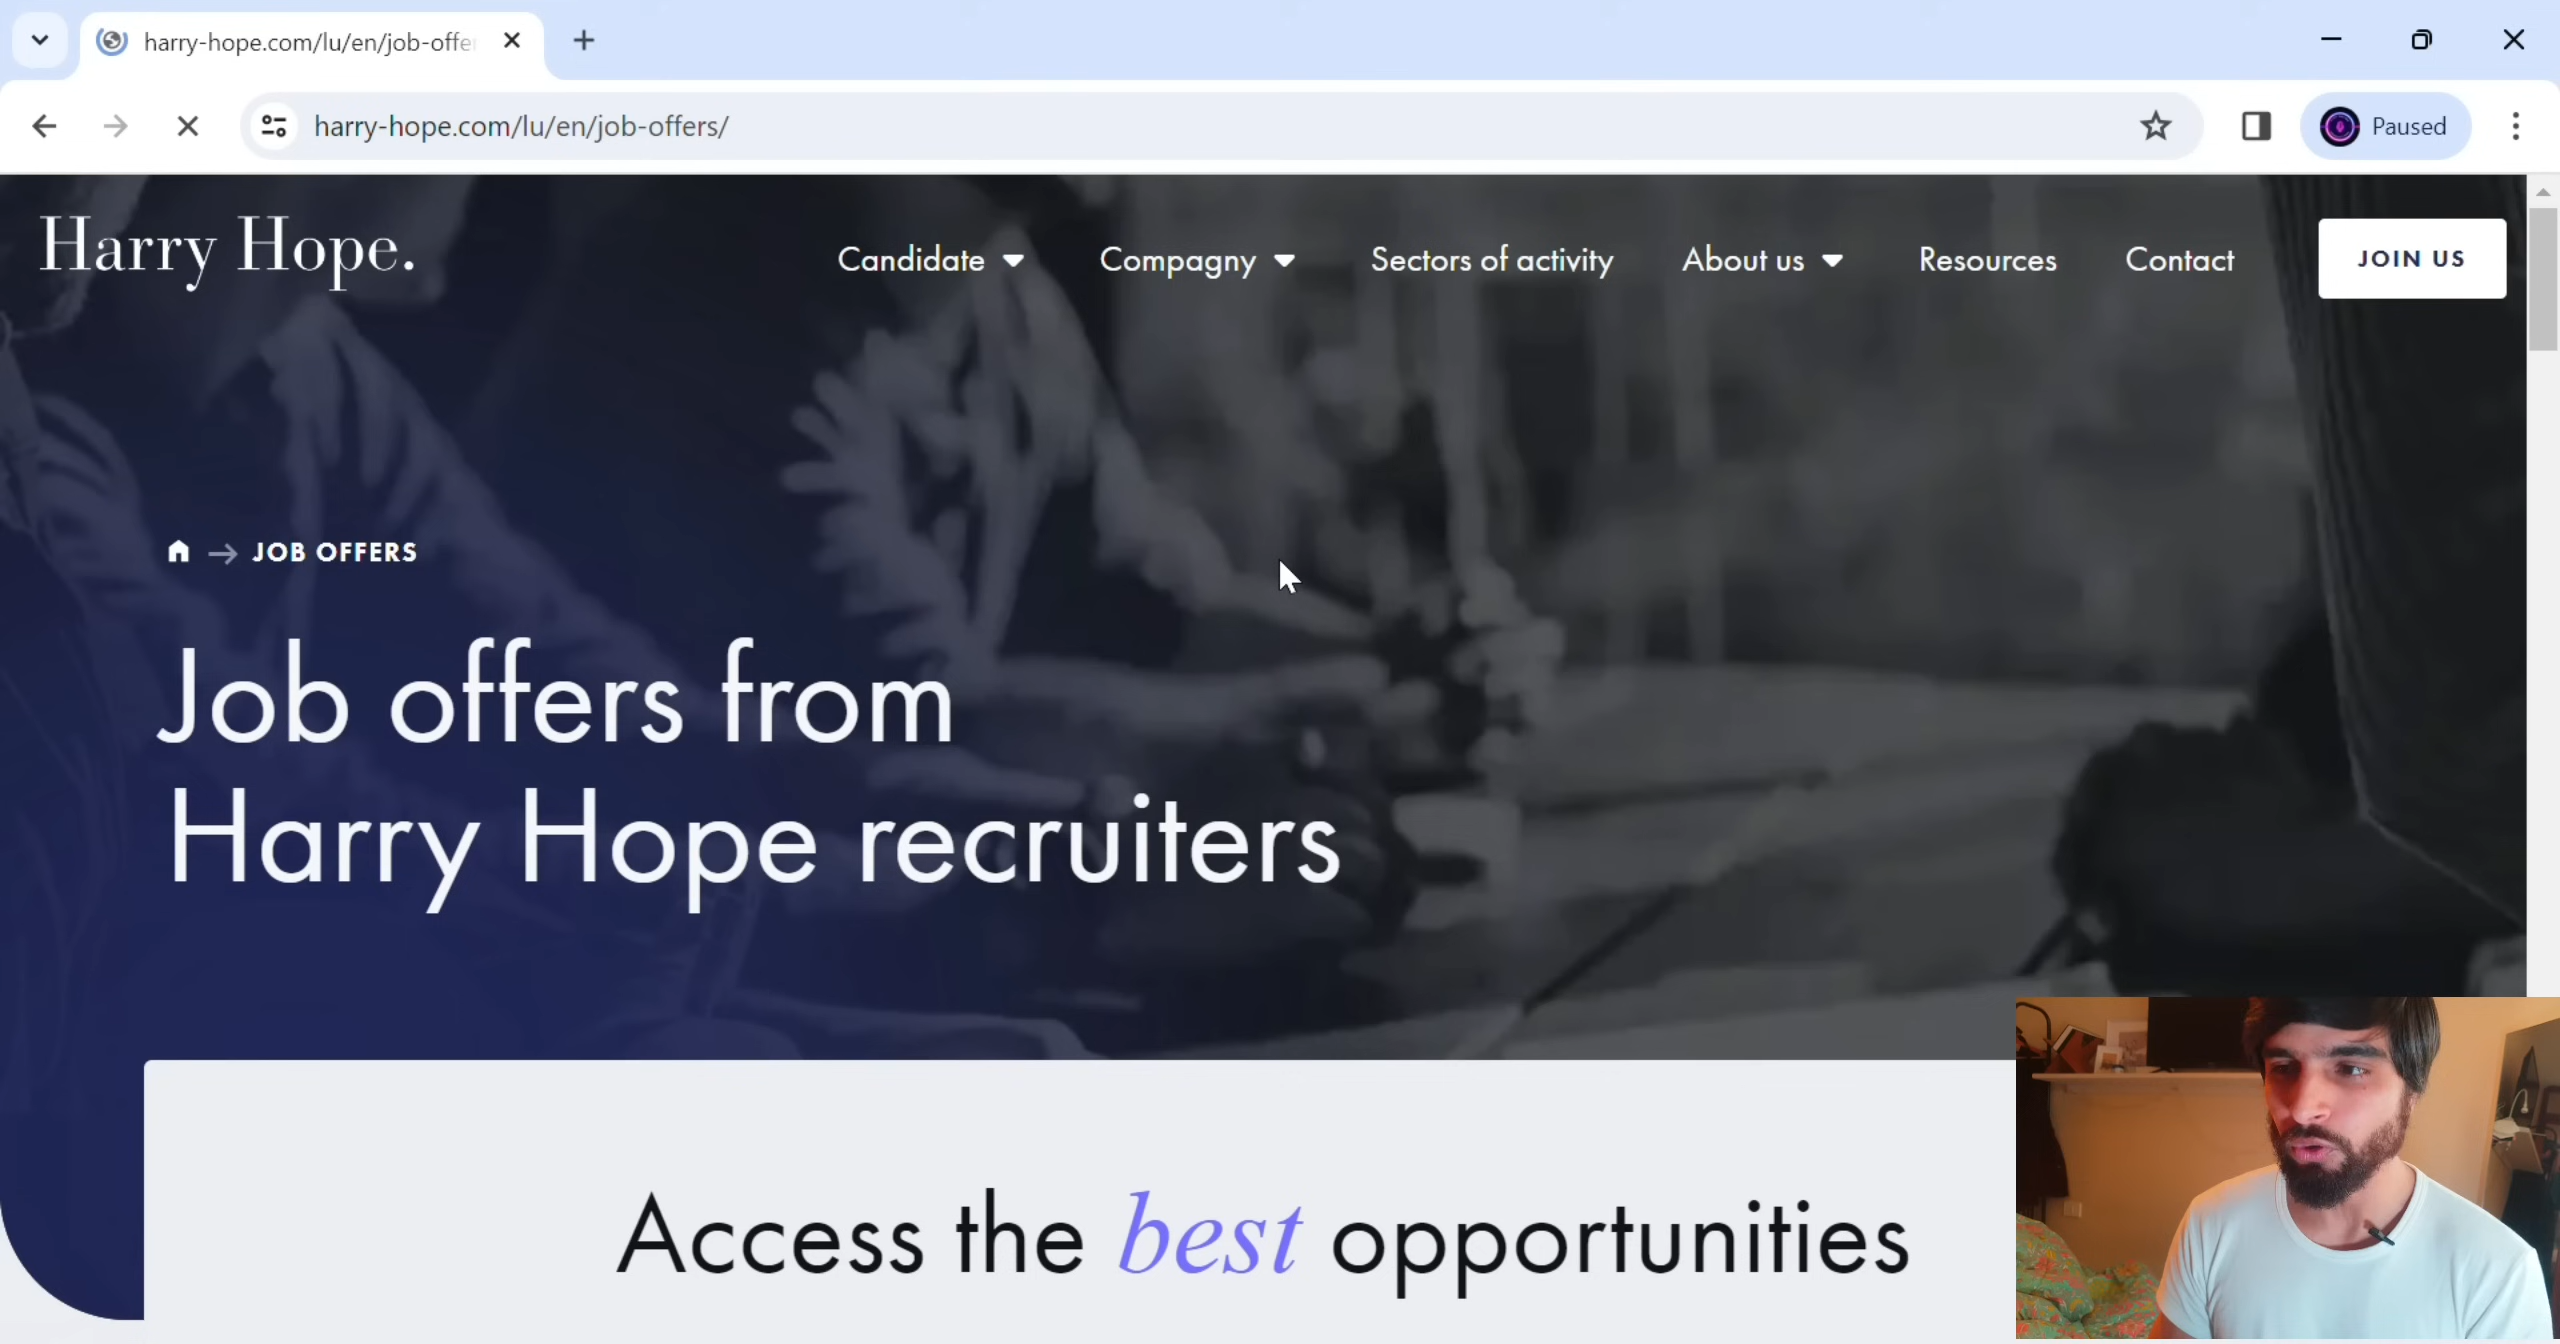 harry-hope.com/lu/en/job-offe
harry-hope.com/lu/en/job-offers/
Paused
Harry Hope.
Candidate
Compagny
Sectors of activity
About us
Resources
Contact
JOIN US
JOB OFFERS
Job offers from
Harry Hope recruiters
Access the best opportunities